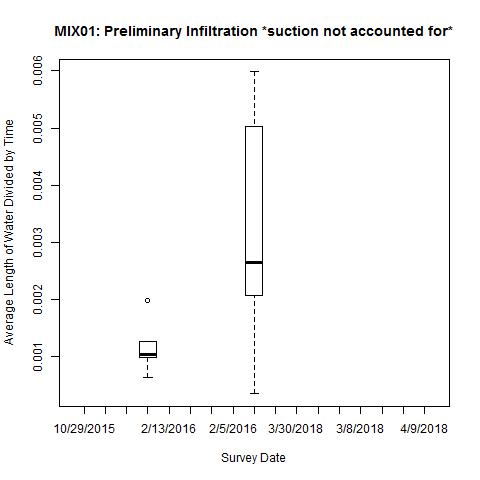 MIX01: Preliminary Infiltration *suction not accounted for*
Average Length of Water Divided by Time
0.006
0.005
0.004
0.003
0.002
0.001
10/29/2015 2/13/2016 2/5/2016 3/30/2018 3/8/2018 4/9/2018
Survey Date